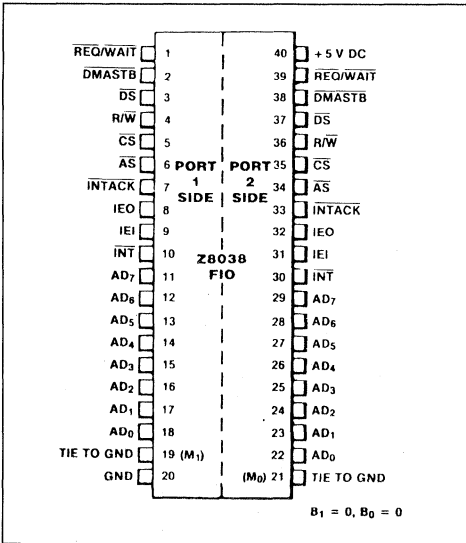 REQ/WAIT 1 40 + 5 V DC
DMASTB 2 39 REQ/WAIT
DS 3 38 DMASTB
R/W 4 37 DS
CS 5 36 R/W
AS 6 35 CS
INTACK 7 34 AS
IEO 8 33 INTACK
IEI 9 32 IEO
INT 10 31 IEI
AD7 11 30 INT
AD6 12 29 AD7
AD5 13 28 AD6
AD4 14 27 AD5
AD3 15 26 AD4
AD2 16 25 AD3
AD1 17 24 AD2
AD0 18 23 AD1
TIE TO GND 19 (M1) 22 AD0
GND 20 (M0) 21 TIE TO GND
PORT 1 SIDE
PORT 2 SIDE
Z8038
FIO
B1 = 0, B0 = 0